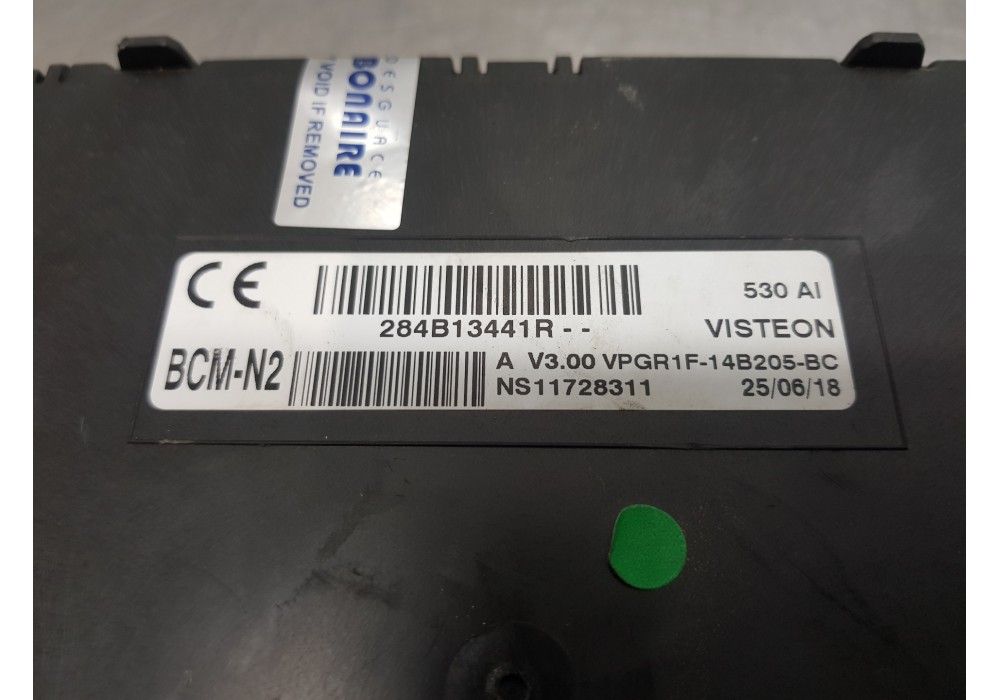 DESGUACE
BONAIRE
VOID IF REMOVED
CE
530 AI
284B13441R--
VISTEON
BCM-N2
A V3.00 VPGR1F-14B205-BC
NS11728311 25/06/18